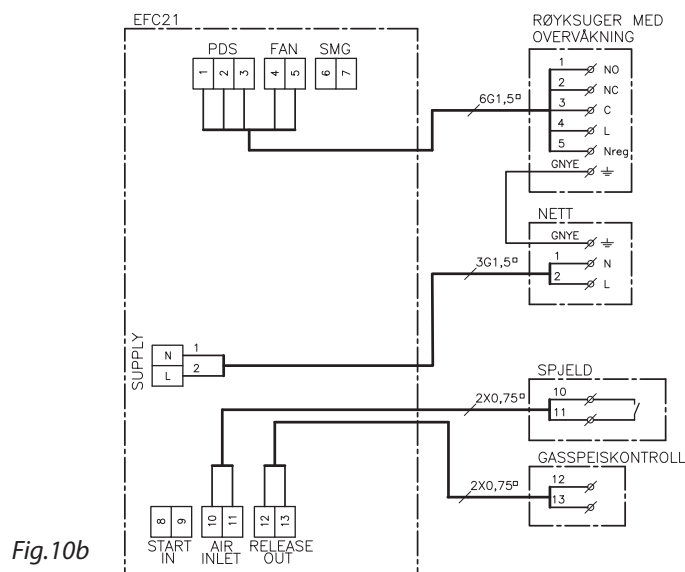 EFC21
PDS FAN SMG
1 2 3 4 5 6 7
RØYKSUGER MED
OVERVÅKNING
1 NO
2 NC
3 C
4 L
5 Nreg
GNYE
6G1,5¤
NETT
GNYE
1 N
2 L
3G1,5¤
SUPPLY
N 1
L 2
SPJELD
10
11
2X0,75¤
GASSPEISKONTROLL
12
13
2X0,75¤
8 9 10 11 12 13
START AIR RELEASE
IN INLET OUT
Fig.10b